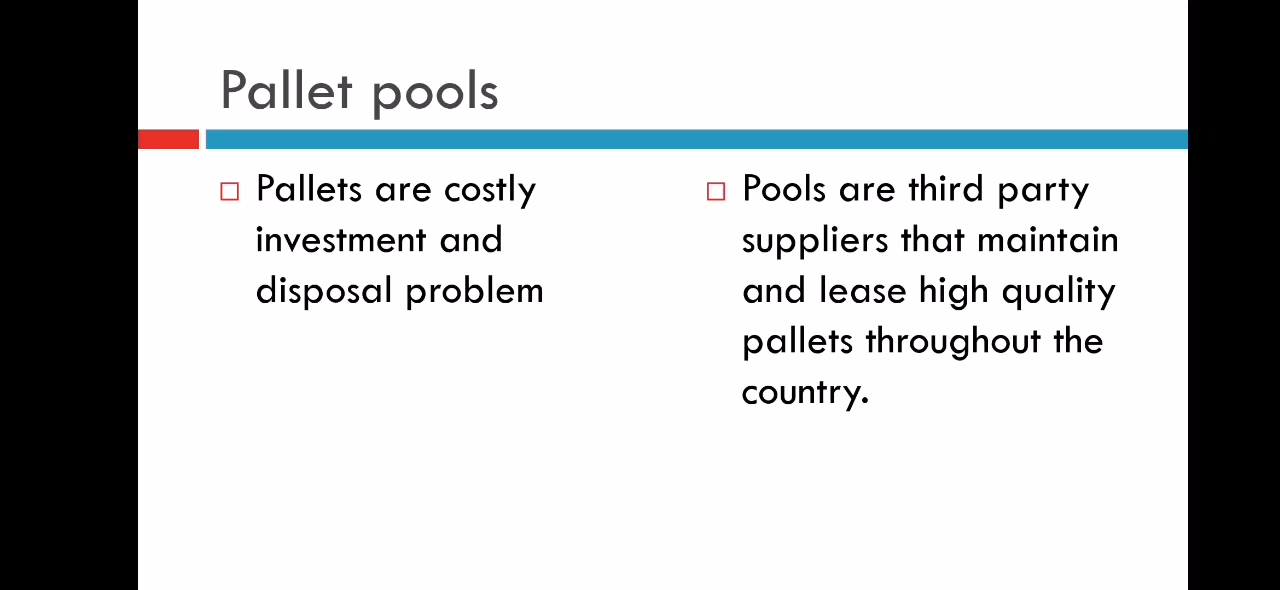 Pallet pools
Pallets are costly
investment and
disposal problem
Pools are third party
suppliers that maintain
and lease high quality
pallets throughout the
country.